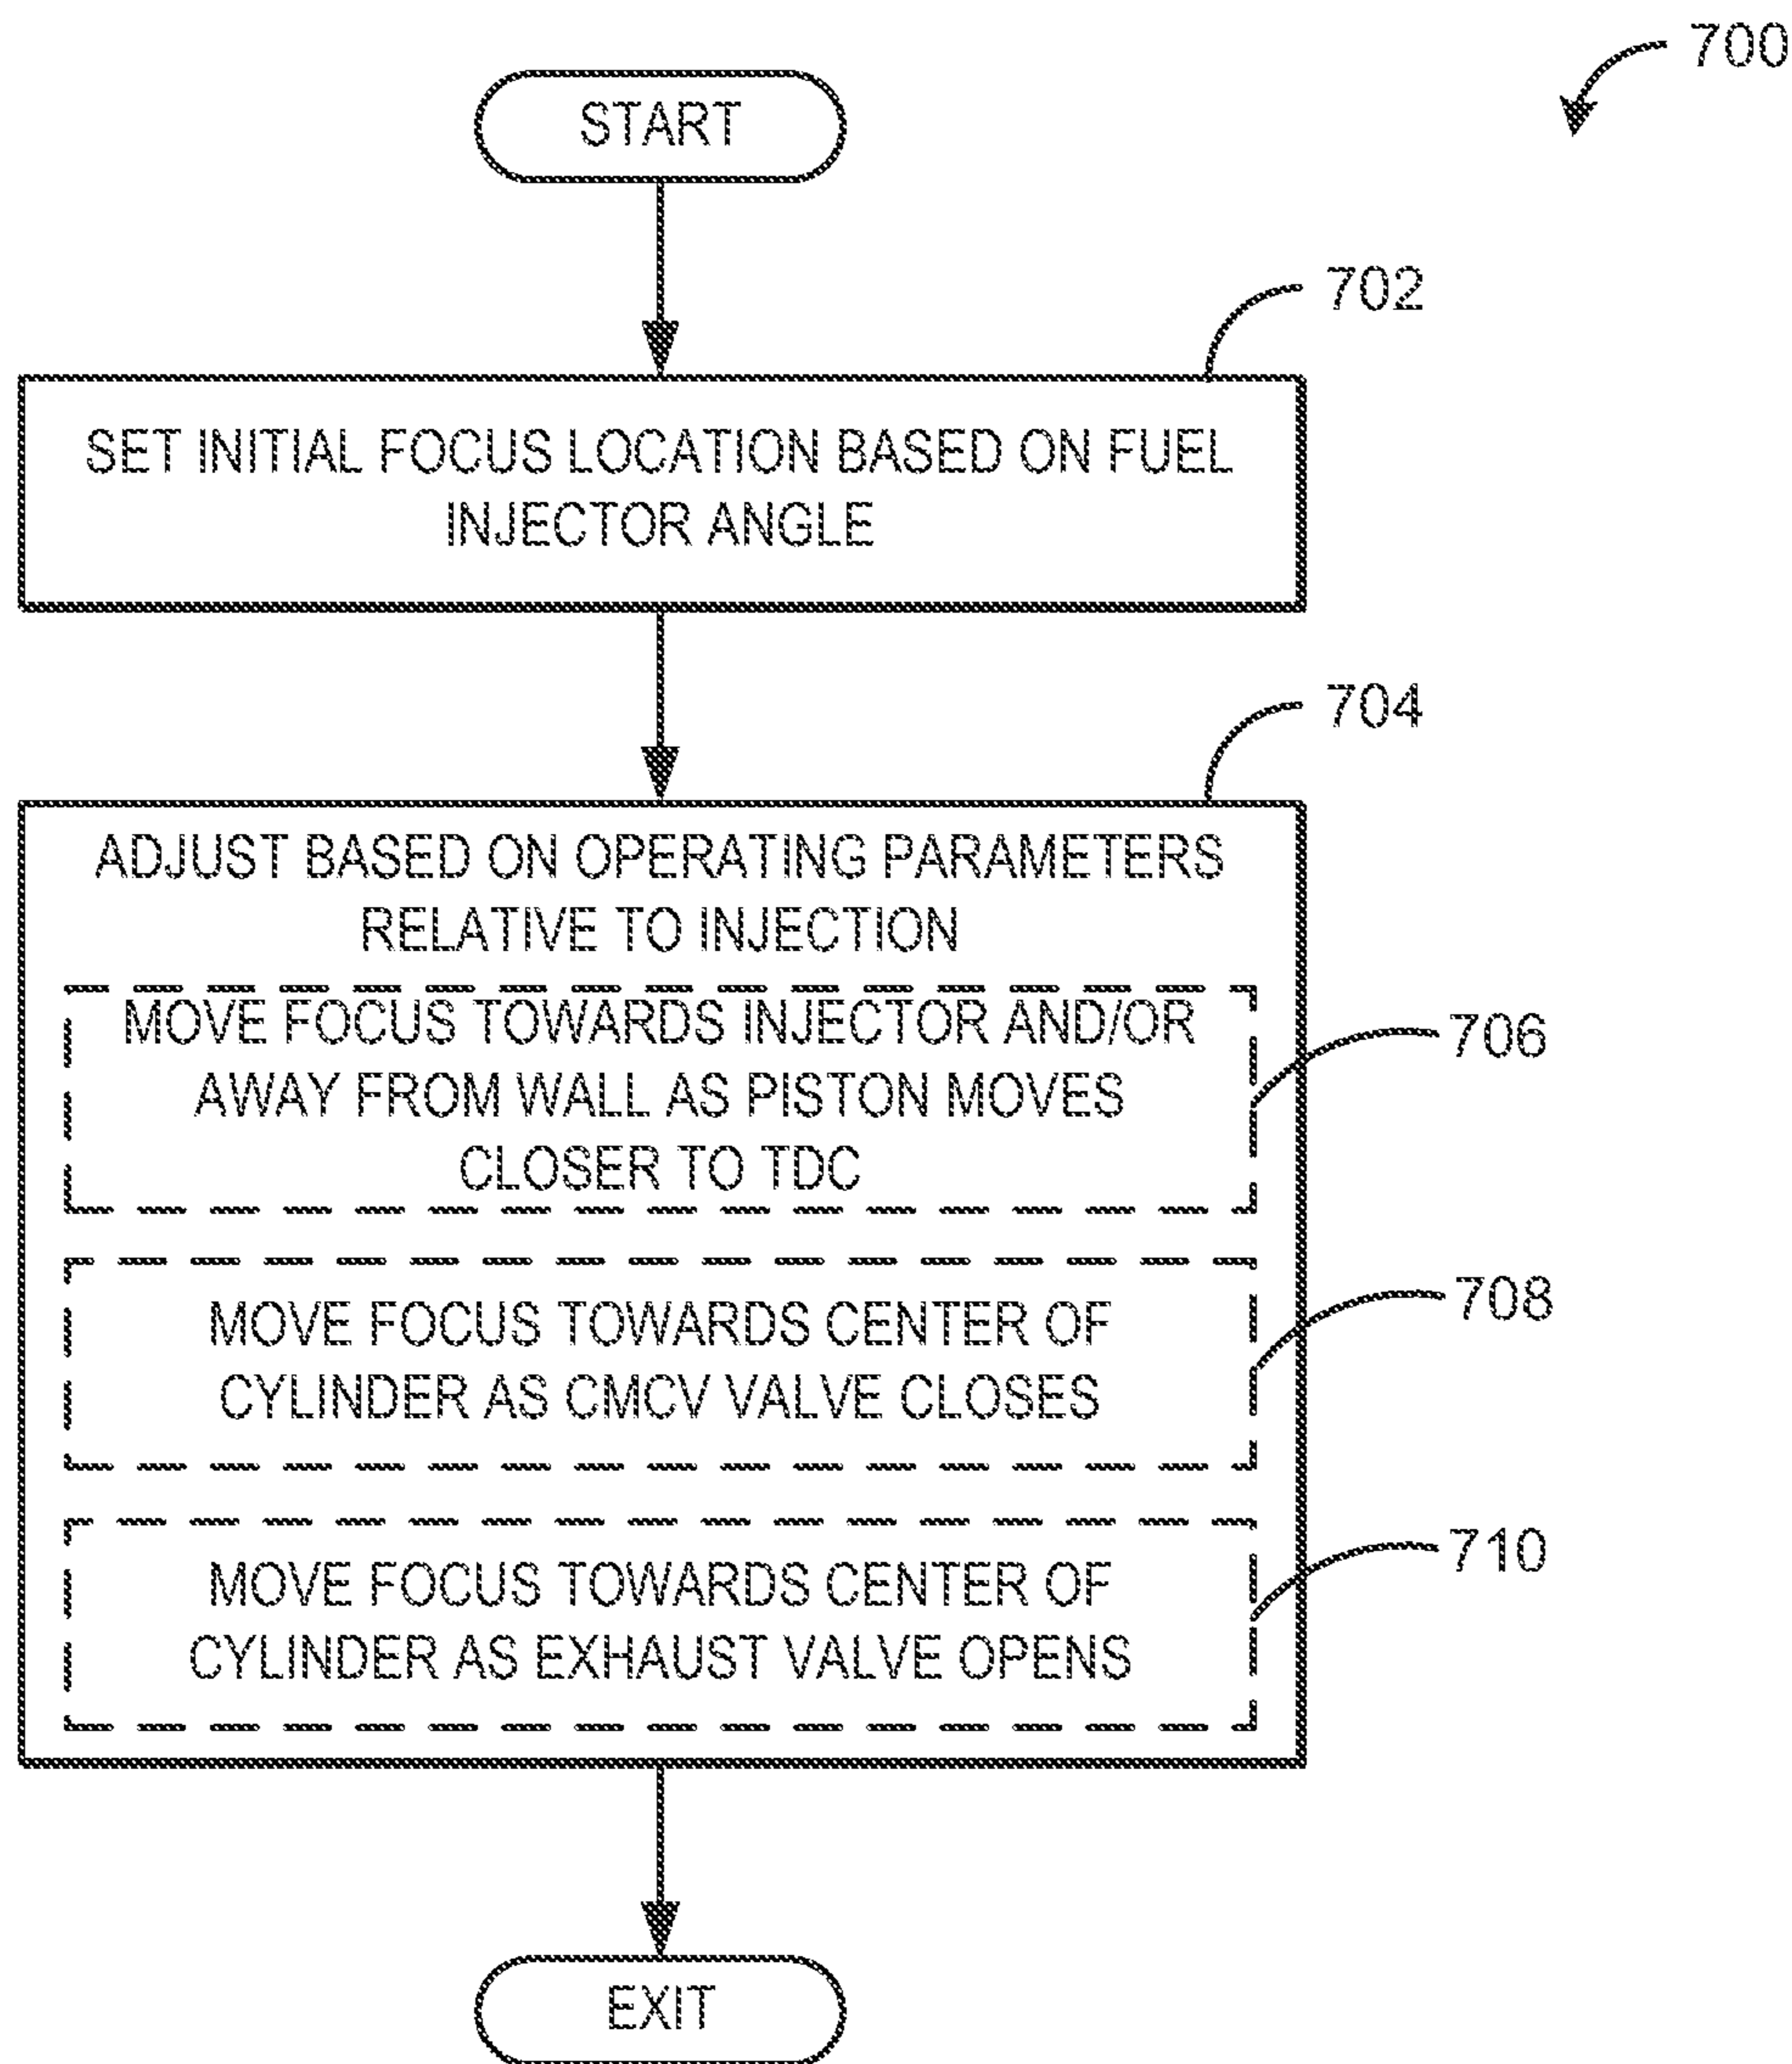 700
START
702
SET INITIAL FOCUS LOCATION BASED ON FUEL
INJECTOR ANGLE
704
ADJUST BASED ON OPERATING PARAMETERS
RELATIVE TO INJECTION
MOVE FOCUS TOWARDS INJECTOR AND/OR
AWAY FROM WALL AS PISTON MOVES
CLOSER TO TDC
706
MOVE FOCUS TOWARDS CENTER OF
CYLINDER AS CMCV VALVE CLOSES
708
MOVE FOCUS TOWARDS CENTER OF
CYLINDER AS EXHAUST VALVE OPENS
710
EXIT